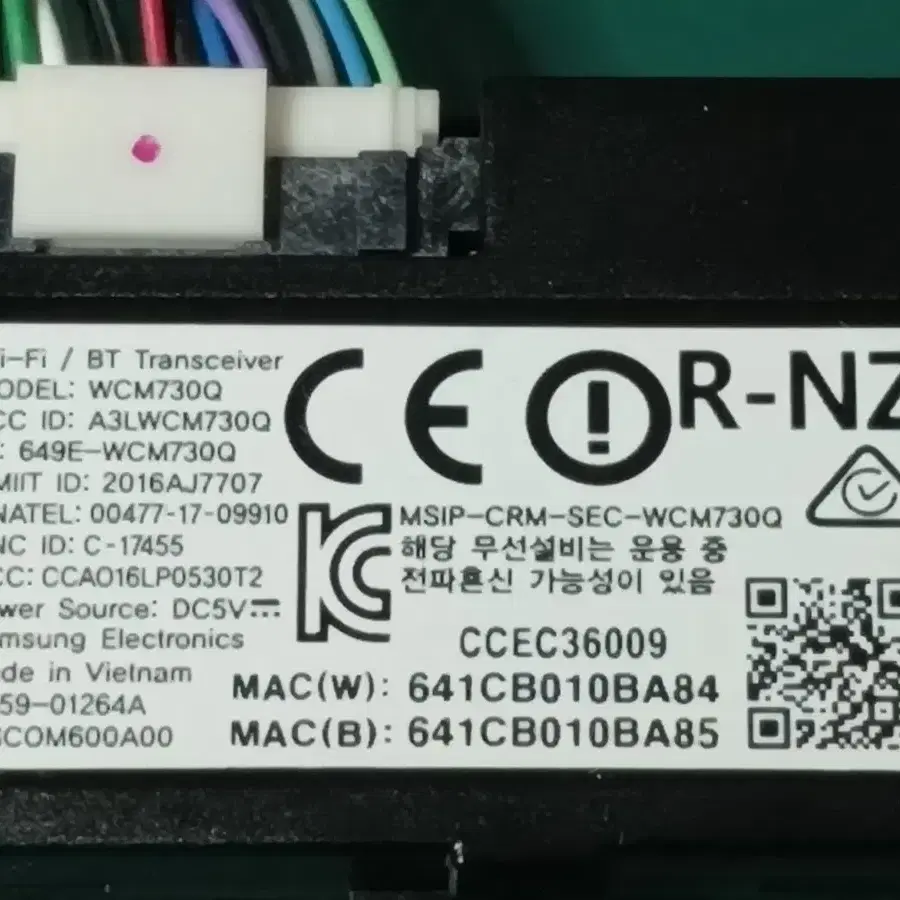 i-Fi / BT Transceiver
ODEL: WCM730Q
CC ID: A3LWCM730Q
: 649E-WCM730Q
MIIT ID: 2016AJ7707
NATEL: 00477-17-09910
NC ID: C-17455
CC: CCAO16LP0530T2
wer Source: DC5V
msung Electronics
de in Vietnam
59-01264A
SCOM600A00
CE
R-NZ
MSIP-CRM-SEC-WCM730Q
해당 무선설비는 운용 중
전파혼신 가능성이 있음
CCEC36009
MAC(W): 641CB010BA84
MAC(B): 641CB010BA85